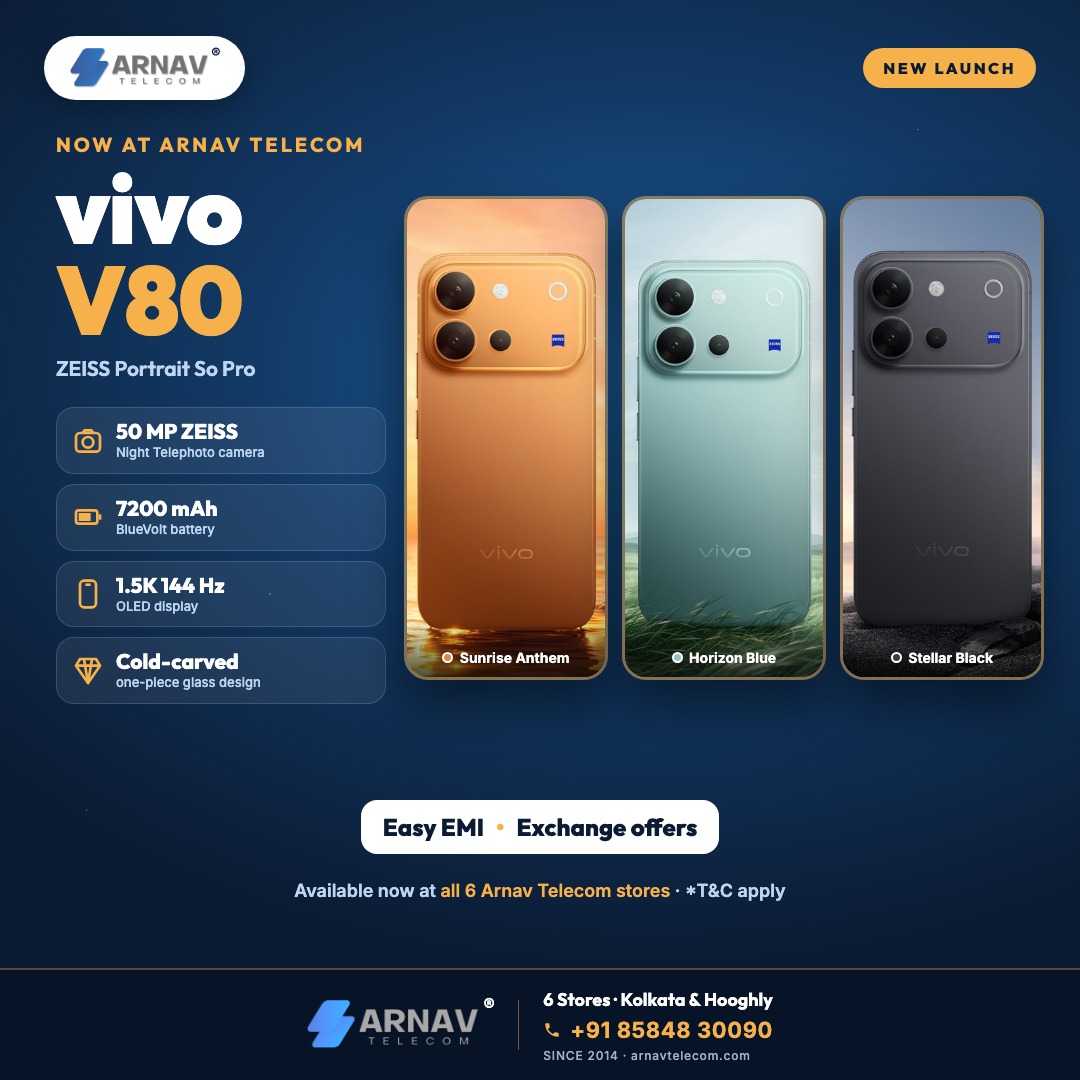 ARNAV®
TELECOM
NEW LAUNCH
NOW AT ARNAV TELECOM
vivo
V80
ZEISS Portrait So Pro
50 MP ZEISS
Night Telephoto camera
7200 mAh
BlueVolt battery
1.5K 144 Hz
OLED display
Cold-carved
one-piece glass design
ZEISS
vivo
Sunrise Anthem
ZEISS
vivo
Horizon Blue
ZEISS
vivo
Stellar Black
Easy EMI • Exchange offers
Available now at all 6 Arnav Telecom stores · *T&C apply
ARNAV®
TELECOM
6 Stores · Kolkata & Hooghly
+91 85848 30090
SINCE 2014 · arnavtelecom.com